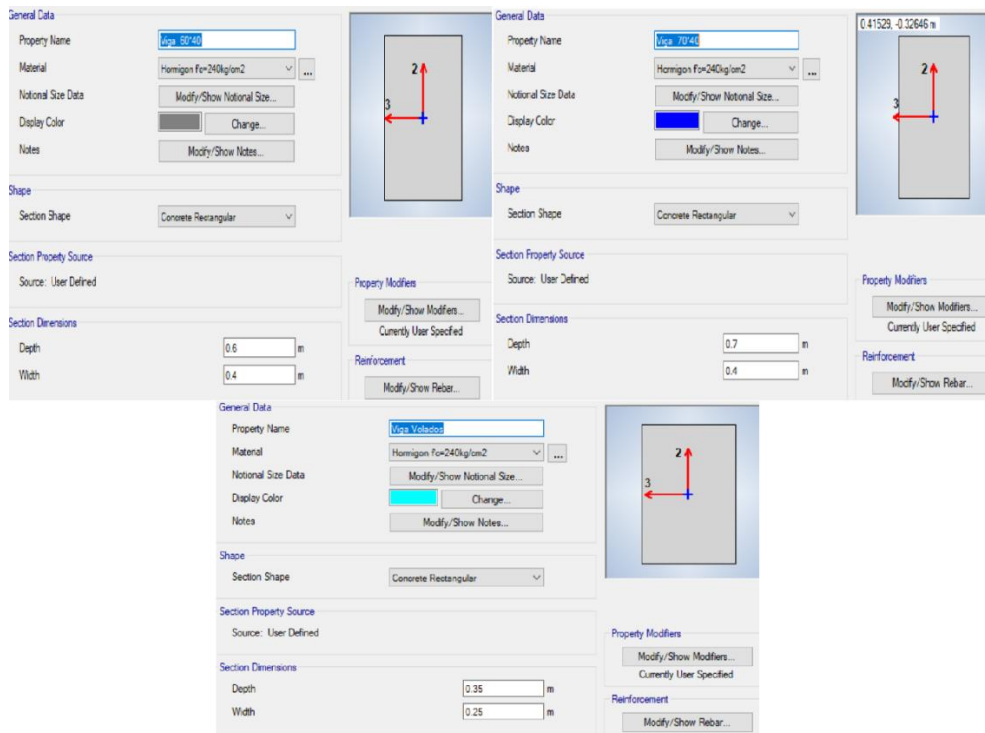 General Data
Property Name Viga 60*40
Material Hormigon f'c=240kg/cm2 ...
Notional Size Data Modify/Show Notional Size...
Display Color Change...
Notes Modify/Show Notes...
2
3
Shape
Section Shape Concrete Rectangular
Section Property Source
Source: User Defined
Property Modifiers
Modify/Show Modifiers...
Currently User Specified
Section Dimensions
Depth 0.6 m
Width 0.4 m
Reinforcement
Modify/Show Rebar...
General Data
Property Name Viga 70*40
Material Hormigon f'c=240kg/cm2 ...
Notional Size Data Modify/Show Notional Size...
Display Color Change...
Notes Modify/Show Notes...
0.41529, -0.32646 m
2
3
Shape
Section Shape Concrete Rectangular
Section Property Source
Source: User Defined
Property Modifiers
Modify/Show Modifiers...
Currently User Specified
Section Dimensions
Depth 0.7 m
Width 0.4 m
Reinforcement
Modify/Show Rebar...
General Data
Property Name Viga Volados
Material Hormigon f'c=240kg/cm2 ...
Notional Size Data Modify/Show Notional Size...
Display Color Change...
Notes Modify/Show Notes...
2
3
Shape
Section Shape Concrete Rectangular
Section Property Source
Source: User Defined
Property Modifiers
Modify/Show Modifiers...
Currently User Specified
Section Dimensions
Depth 0.35 m
Width 0.25 m
Reinforcement
Modify/Show Rebar...